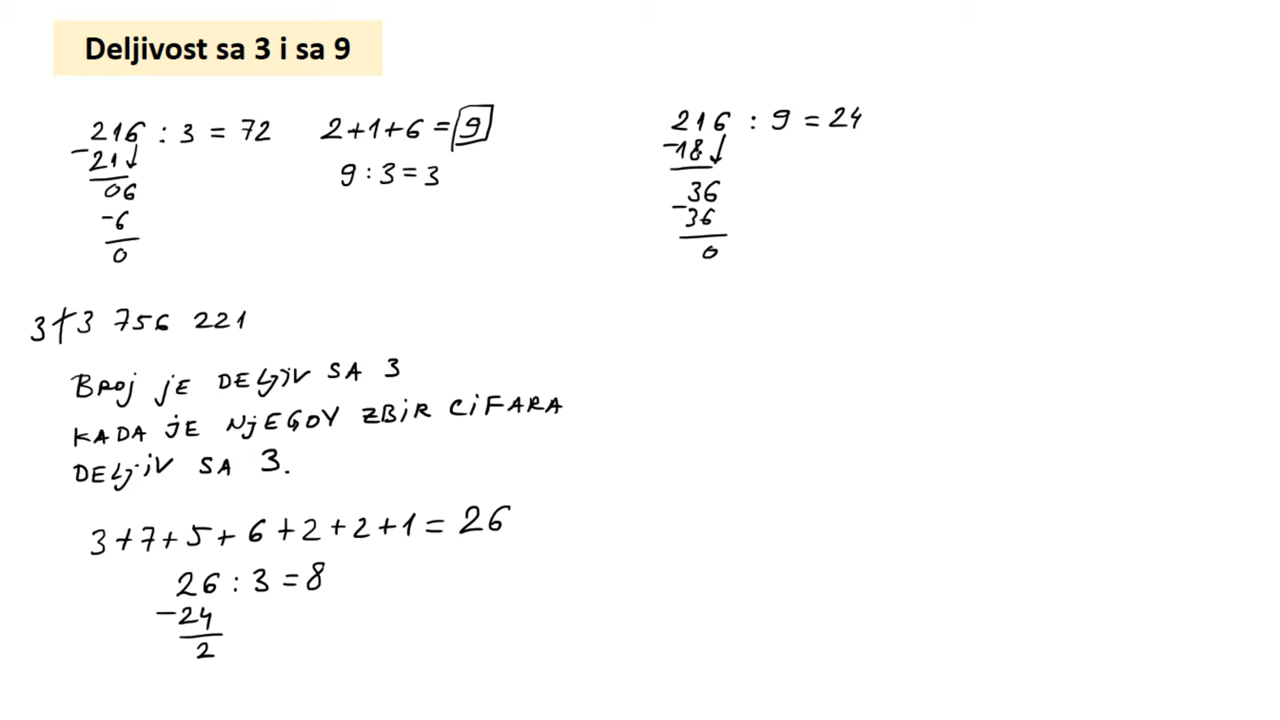 Deljivost sa 3 i sa 9
216 : 3 = 72
-21↓
06
-6
0
2+1+6 = 9
9 : 3 = 3
216 : 9 = 24
-18↓
36
-36
0
3∤3 756 221
BROJ JE DELJIV SA 3
KADA JE NJEGOV ZBIR CIFARA
DELJIV SA 3.
3+7+5+6+2+2+1 = 26
26 : 3 = 8
-24
2